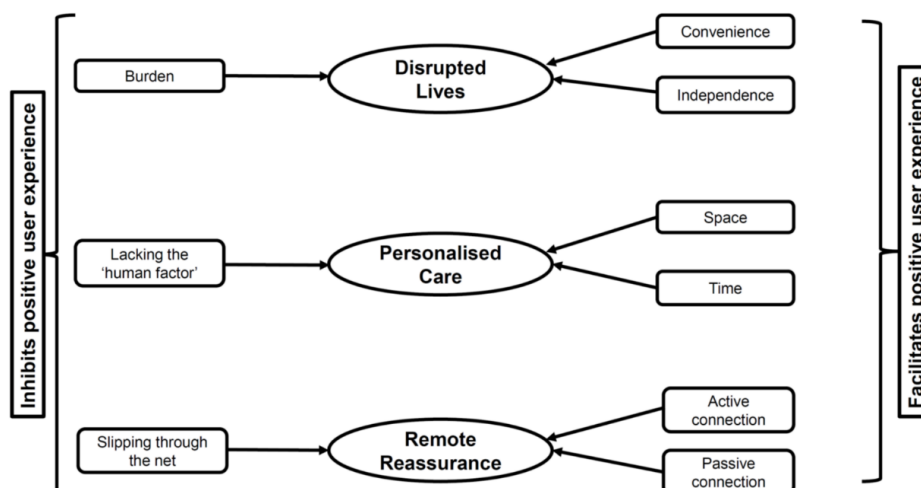 Inhibits positive user experience
Burden
Disrupted
Lives
Convenience
Independence
Lacking the
‘human factor’
Personalised
Care
Space
Time
Slipping through
the net
Remote
Reassurance
Active
connection
Passive
connection
Facilitates positive user experience